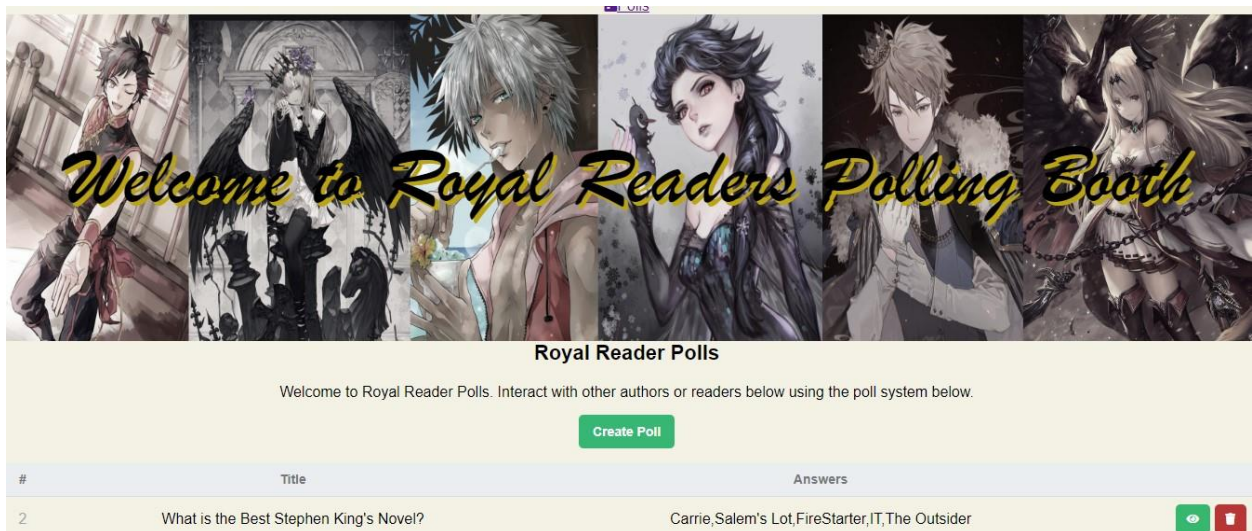 Polls
Welcome to Royal Readers Polling Booth
Royal Reader Polls
Welcome to Royal Reader Polls. Interact with other authors or readers below using the poll system below.
Create Poll
# Title Answers
2 What is the Best Stephen King's Novel? Carrie,Salem's Lot,FireStarter,IT,The Outsider